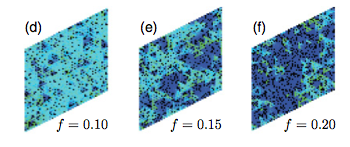 (d)
(e)
(f)
f = 0.10
f = 0.15
f = 0.20